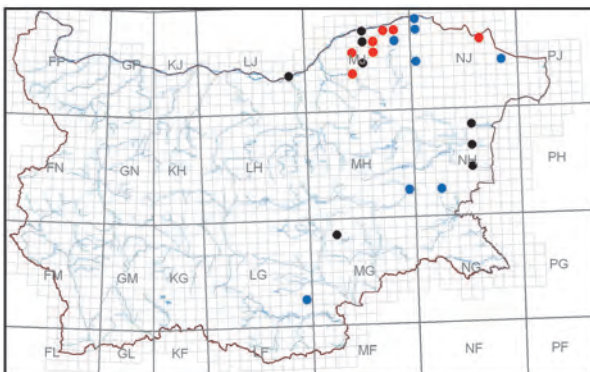 FP GP KJ LJ MJ NJ PJ
FN GN KH LH MH NH PH
FM GM KG LG MG NG PG
FL GL KF LF MF NF PF